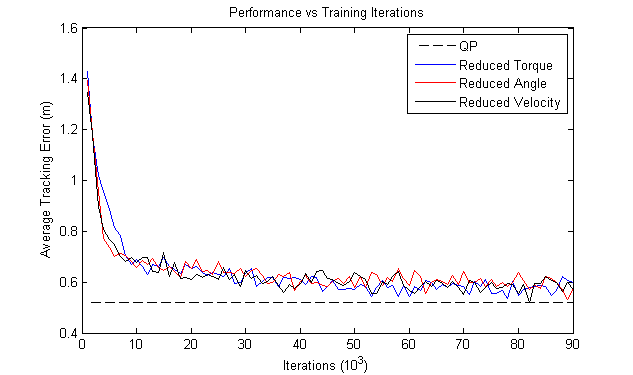 Performance vs Training Iterations
QP
Reduced Torque
Reduced Angle
Reduced Velocity
Average Tracking Error (m)
1.6
1.4
1.2
1
0.8
0.6
0.4
0 10 20 30 40 50 60 70 80 90
Iterations (10^3)